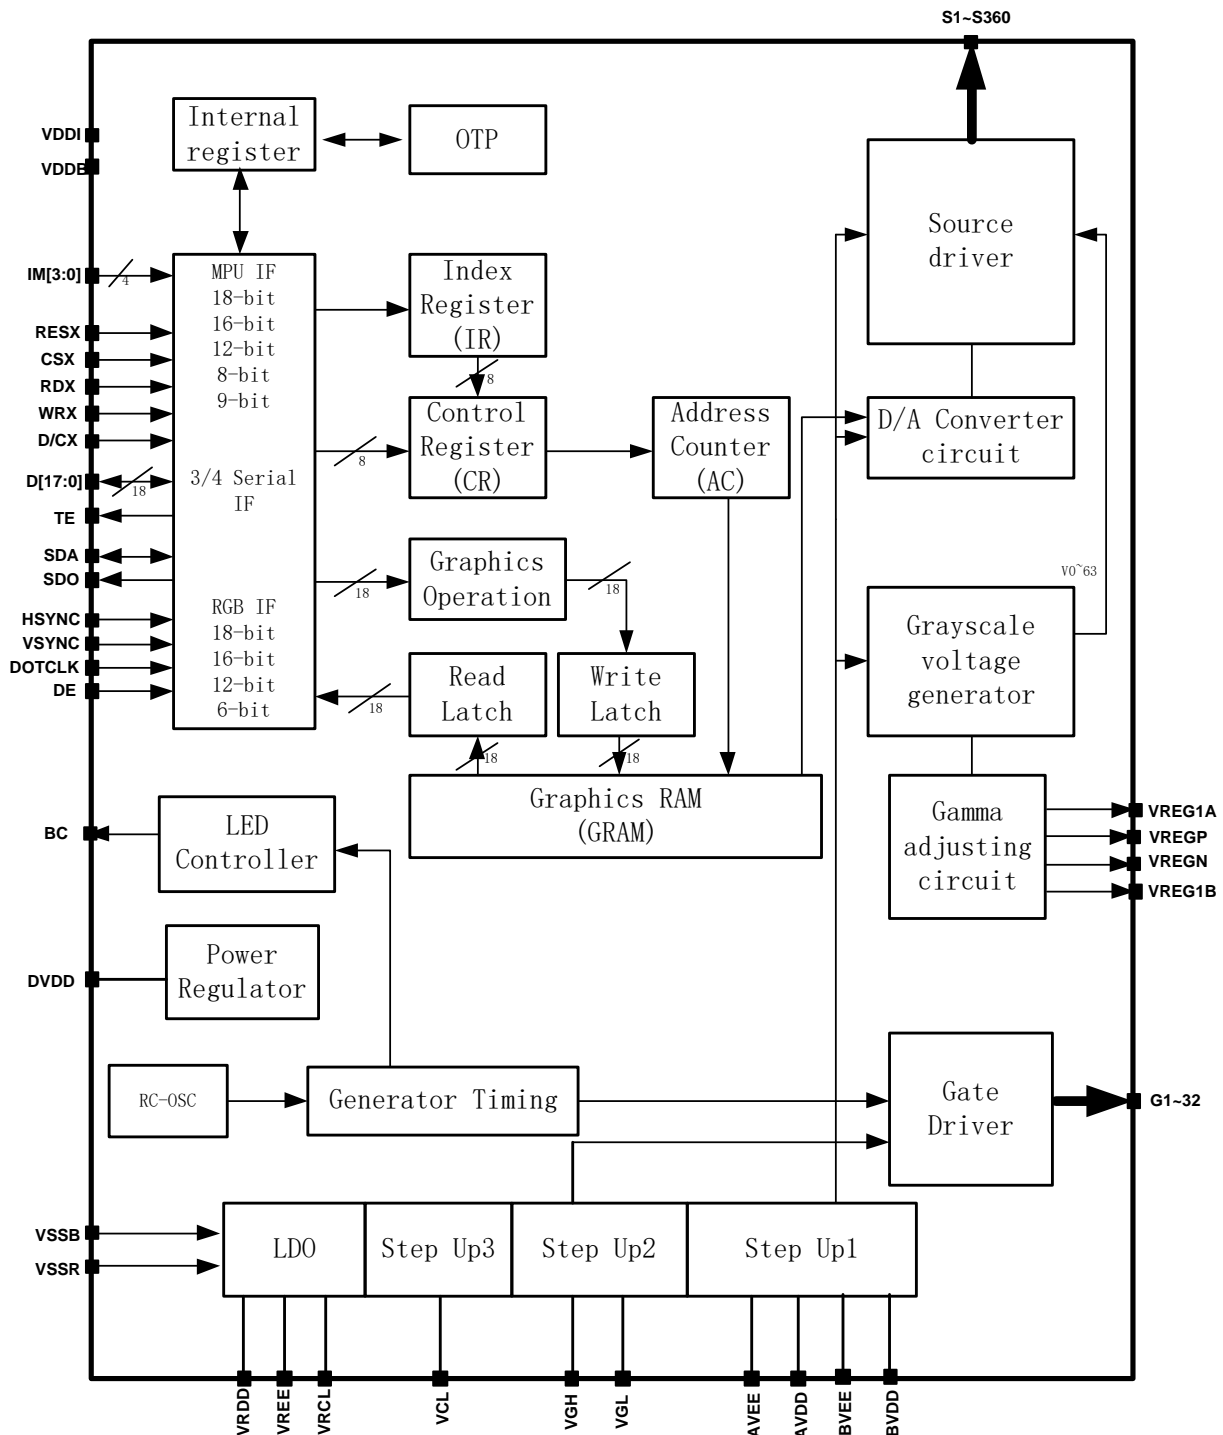 S1~S360
VDDI
VDDB
Internal
register
OTP
Source
driver
IM[3:0]
4
RESX
CSX
RDX
WRX
D/CX
D[17:0]
18
TE
SDA
SDO
HSYNC
VSYNC
DOTCLK
DE
MPU IF
18-bit
16-bit
12-bit
8-bit
9-bit
3/4 Serial
IF
RGB IF
18-bit
16-bit
12-bit
6-bit
Index
Register
(IR)
8
8
Control
Register
(CR)
Address
Counter
(AC)
D/A Converter
circuit
18
Graphics
Operation
18
V0~63
Grayscale
voltage
generator
18
Read
Latch
Write
Latch
18
18
Graphics RAM
(GRAM)
Gamma
adjusting
circuit
VREG1A
VREGP
VREGN
VREG1B
BC
LED
Controller
DVDD
Power
Regulator
RC-OSC
Generator Timing
Gate
Driver
G1~32
VSSB
VSSR
LDO
Step Up3
Step Up2
Step Up1
VRDD
VREE
VRCL
VCL
VGH
VGL
AVEE
AVDD
BVEE
BVDD